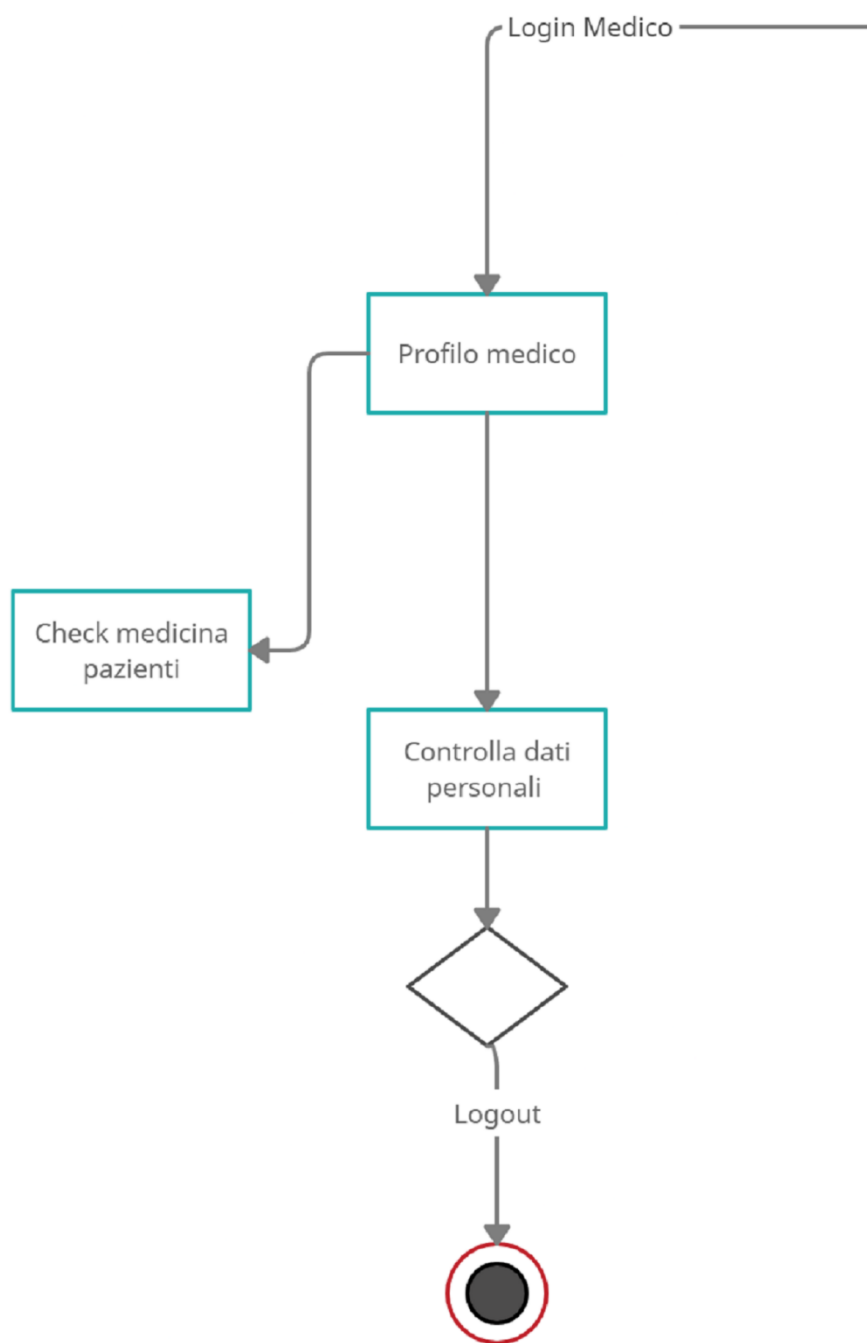 Login Medico
Profilo medico
Check medicina
pazienti
Controlla dati
personali
Logout